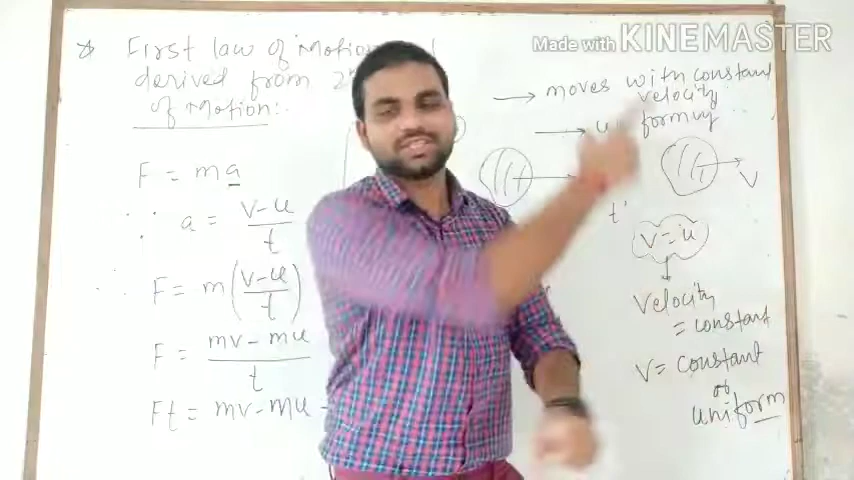 Made with KINEMASTER
First law of Motion
derived from 2
of Motion:-
F = ma
∴ a = v-u/t
F = m(v-u/t)
F = mv-mu/t
Ft = mv-mu
→ moves with constant
velocity
→ u formly
t'
v
v = u
↓
velocity
= constant
v = constant
or
uniform